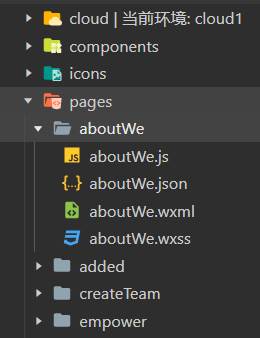 cloud | 当前环境: cloud1
components
icons
pages
aboutWe
JS aboutWe.js
{..} aboutWe.json
aboutWe.wxml
aboutWe.wxss
added
createTeam
empower